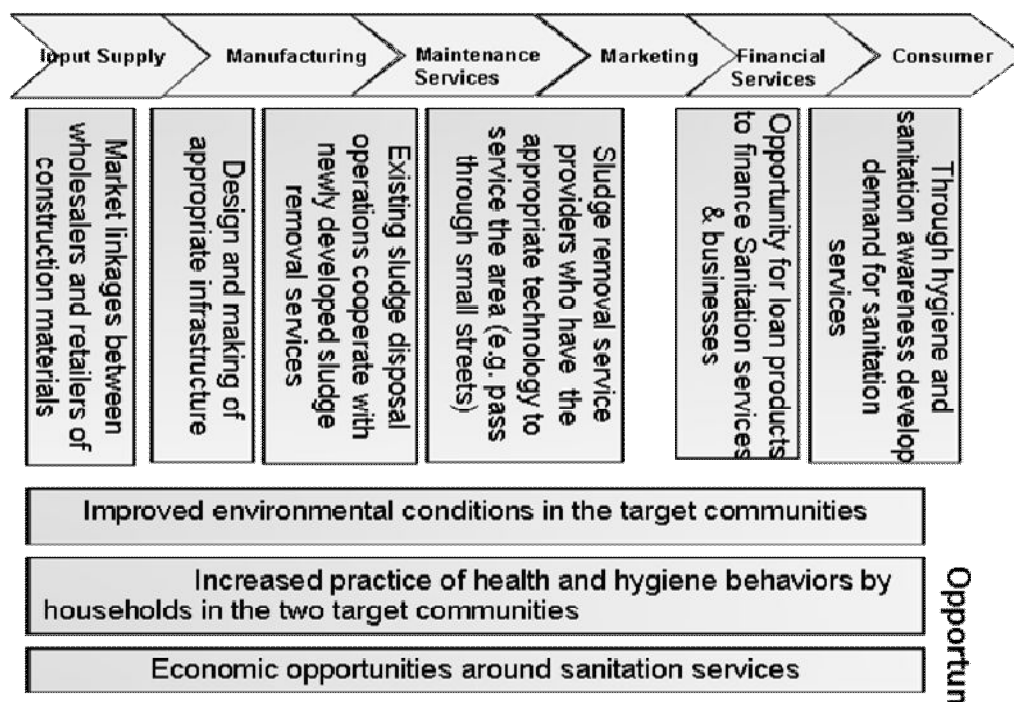 Input Supply
Manufacturing
Maintenance
Services
Marketing
Financial
Services
Consumer
Market linkages between
wholesalers and retailers of
construction materials
Design and making of
appropriate infrastructure
Existing sludge disposal
operations cooperate with
newly developed sludge
removal services
Sludge removal service
providers who have the
appropriate technology to
service the area (e.g. pass
through small streets)
Opportunity for loan products
to finance Sanitation services
& businesses
Through hygiene and
sanitation awareness develop
demand for sanitation
services
Improved environmental conditions in the target communities
Increased practice of health and hygiene behaviors by
households in the two target communities
Economic opportunities around sanitation services
Opportun